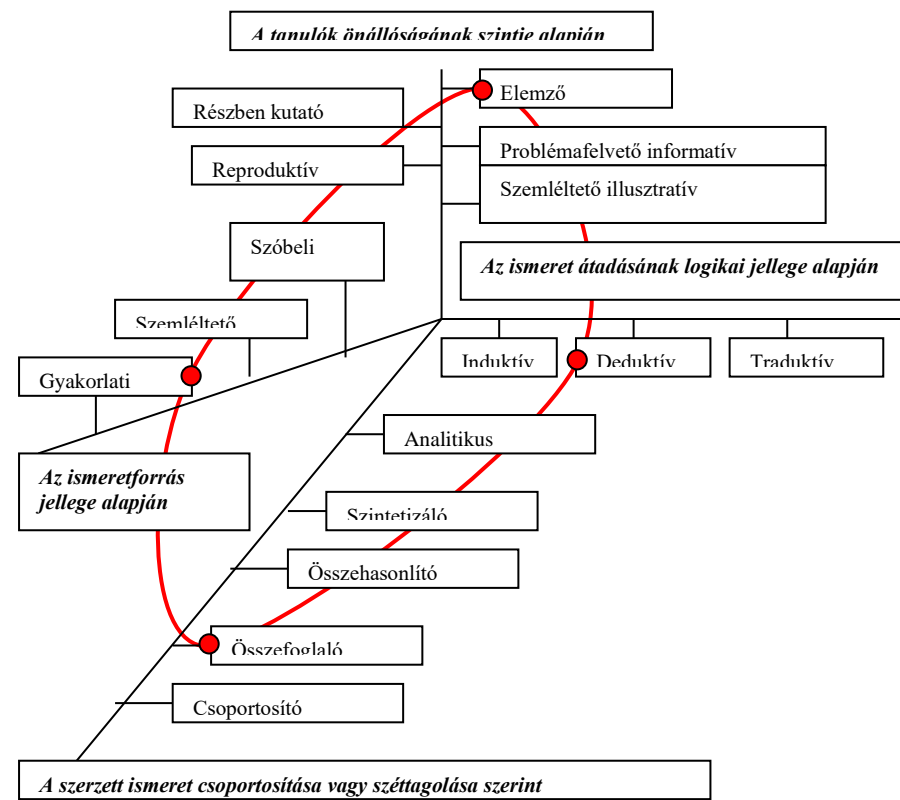 A tanulók önállóságának szintje alapján
Elemző
Részben kutató
Problémafelvető informatív
Reproduktív
Szemléltető illusztratív
Szóbeli
Az ismeret átadásának logikai jellege alapján
Szemléltető
Induktív
Deduktív
Traduktív
Gyakorlati
Analitikus
Az ismeretforrás
jellege alapján
Szintetizáló
Összehasonlító
Összefoglaló
Csoportosító
A szerzett ismeret csoportosítása vagy széttagolása szerint